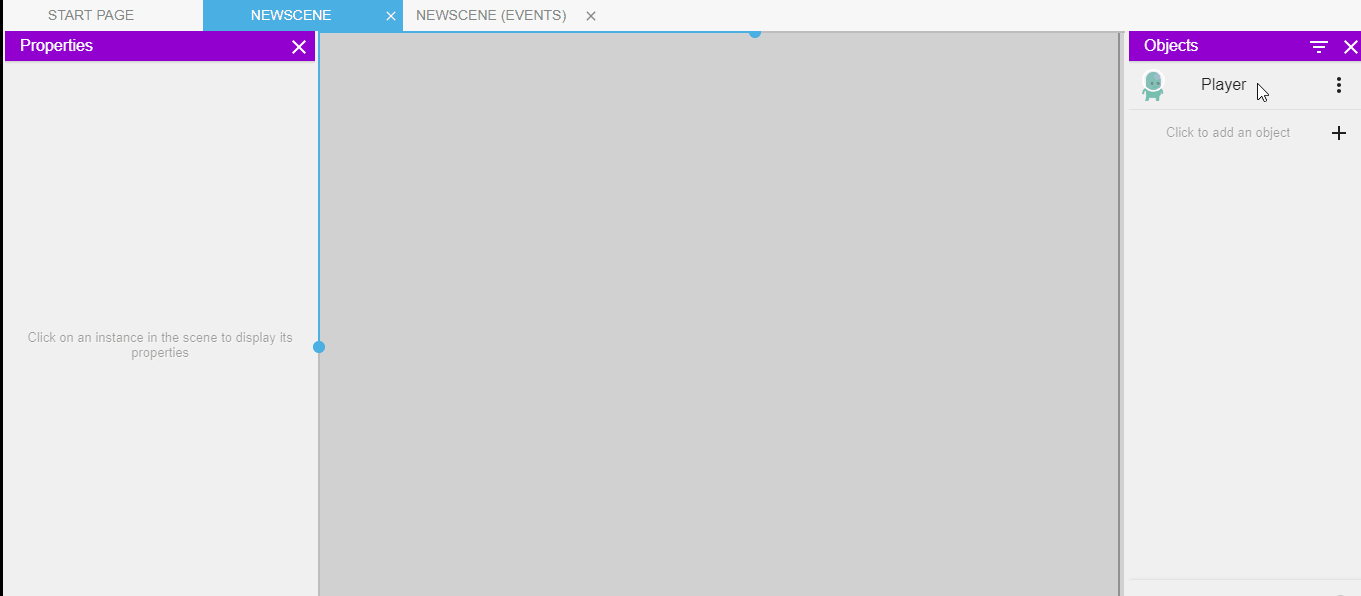 START PAGE
NEWSCENE
NEWSCENE (EVENTS)
Properties
Click on an instance in the scene to display its
properties
Objects
Player
Click to add an object